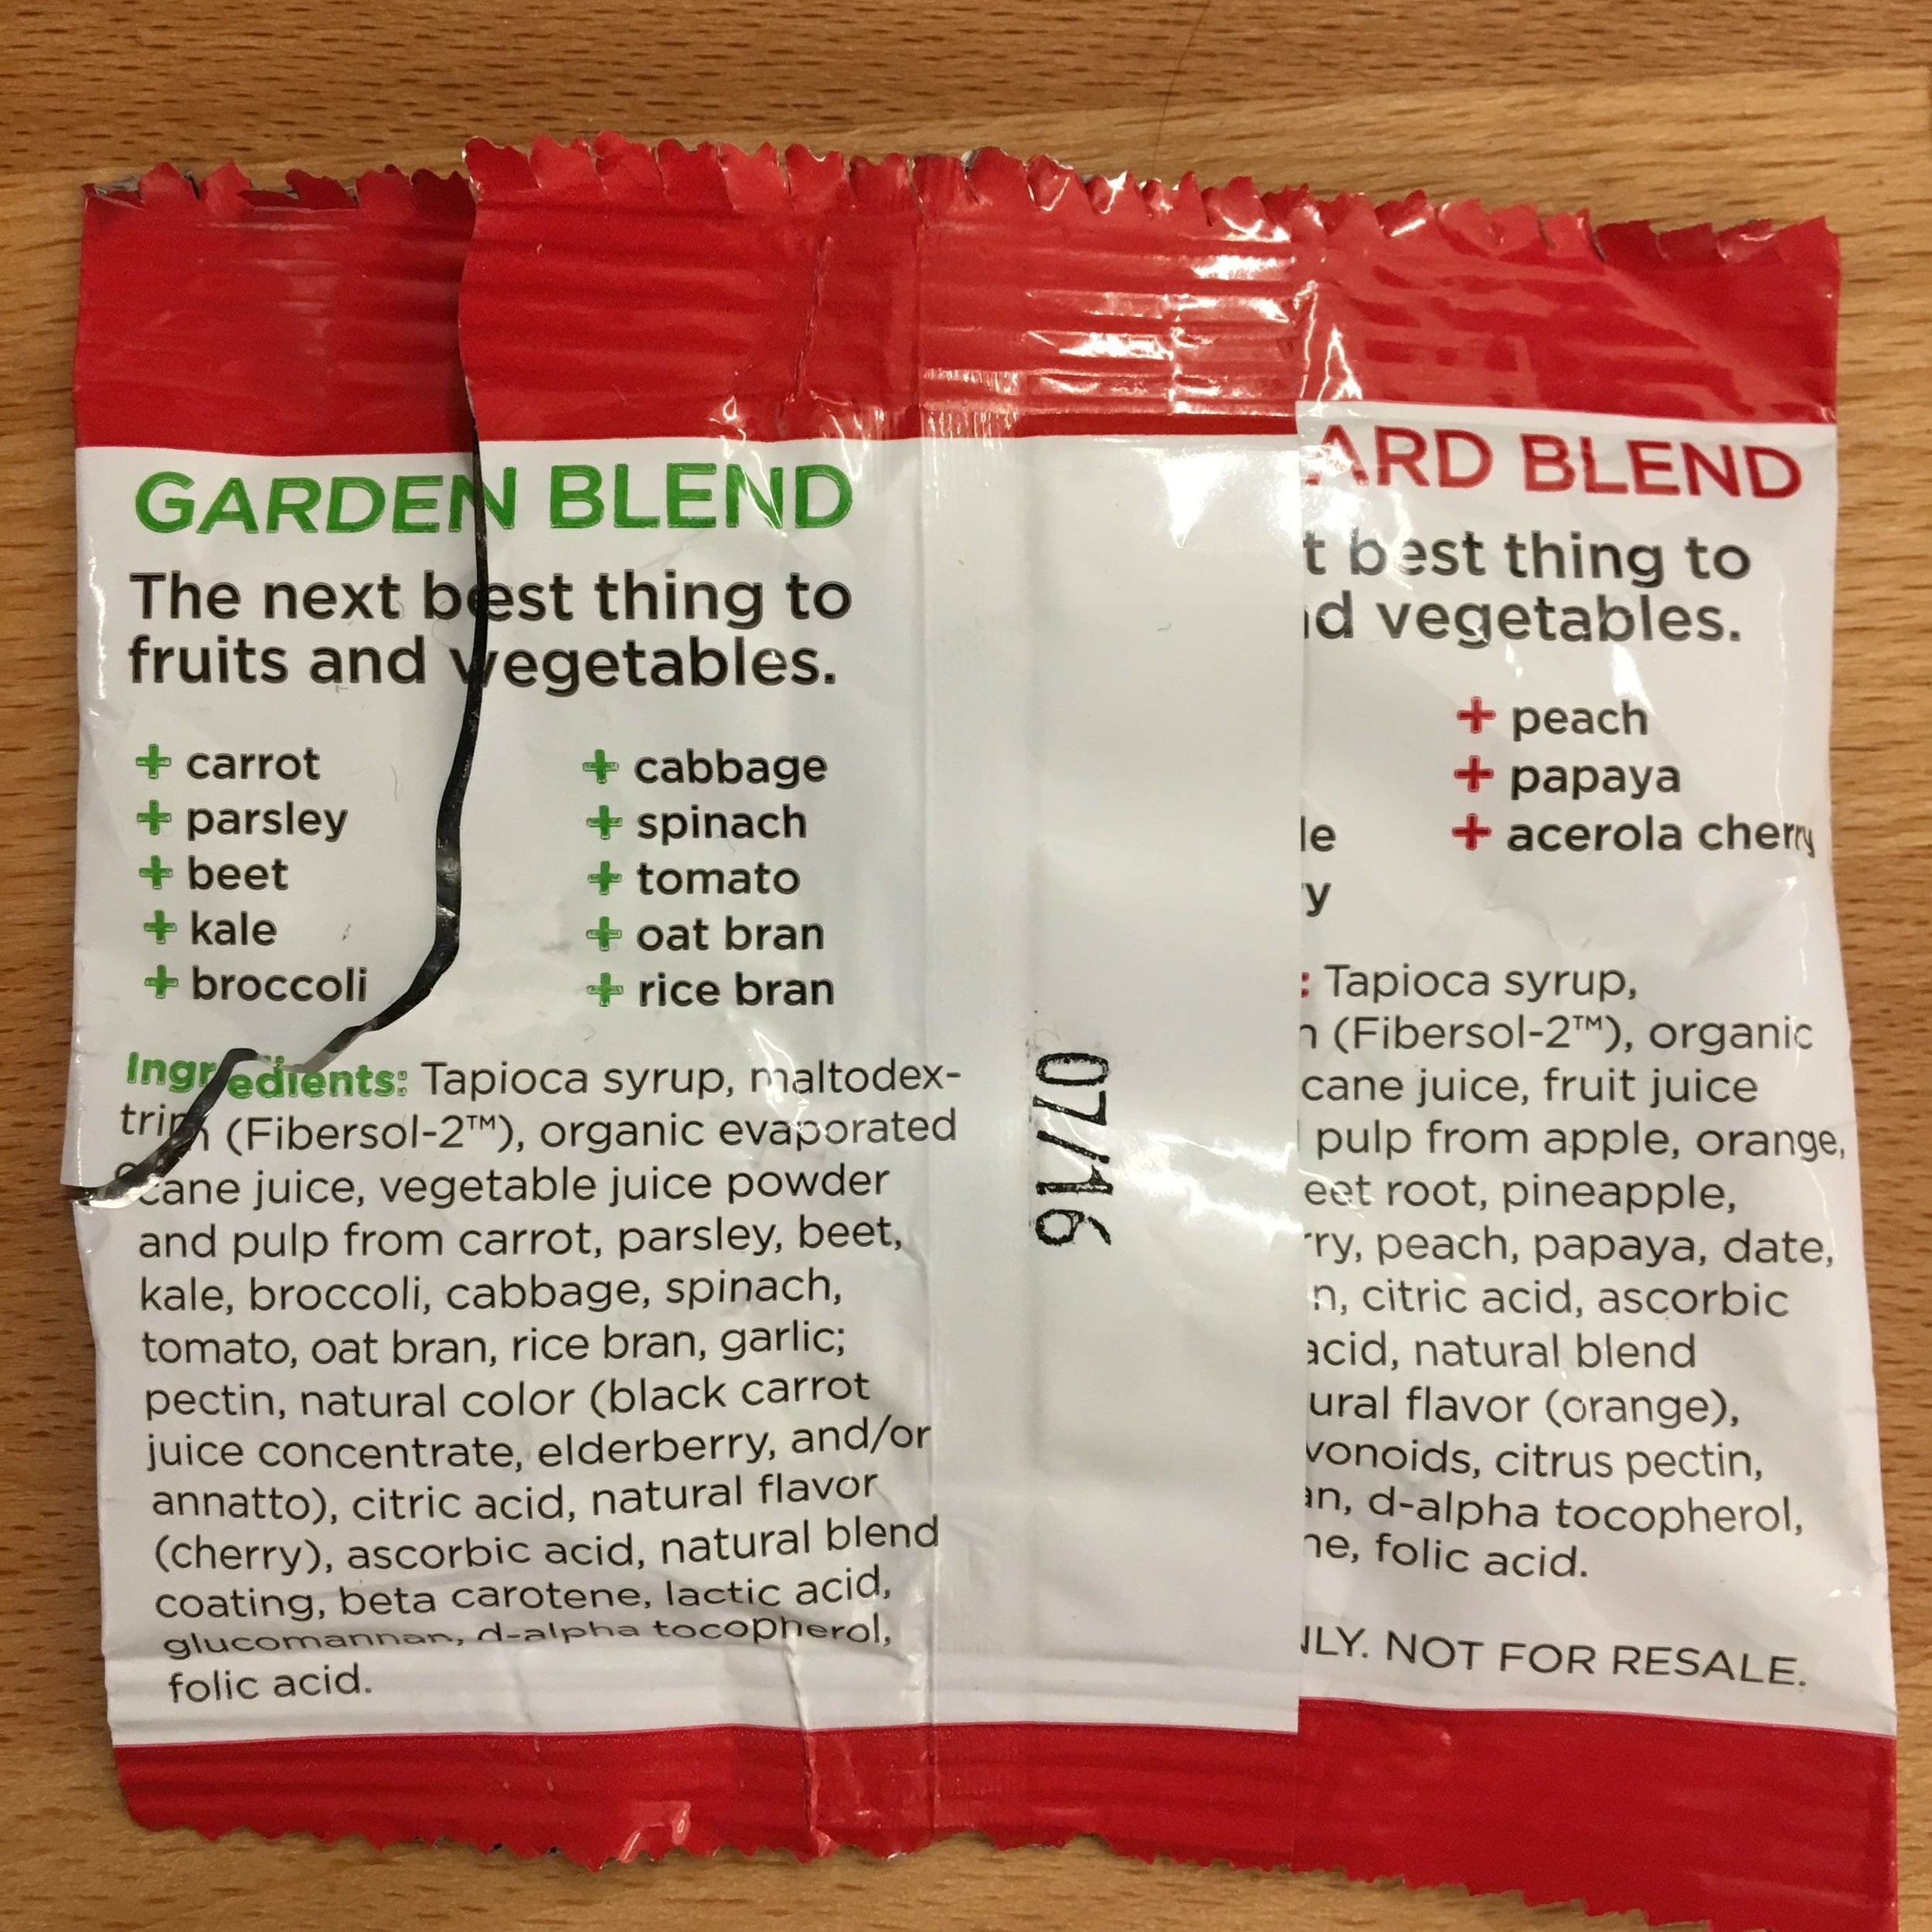 GARDEN BLEND
The next best thing to
fruits and vegetables.
+ carrot
+ parsley
+ beet
+ kale
+ broccoli
+ cabbage
+ spinach
+ tomato
+ oat bran
+ rice bran
Ingredients: Tapioca syrup, maltodex-
trin (Fibersol-2™), organic evaporated
cane juice, vegetable juice powder
and pulp from carrot, parsley, beet,
kale, broccoli, cabbage, spinach,
tomato, oat bran, rice bran, garlic;
pectin, natural color (black carrot
juice concentrate, elderberry, and/or
annatto), citric acid, natural flavor
(cherry), ascorbic acid, natural blend
coating, beta carotene, lactic acid,
glucomannan, d-alpha tocopherol,
folic acid.
07/16
ARD BLEND
best thing to
vegetables.
+ peach
+ papaya
+ acerola cherry
: Tapioca syrup,
(Fibersol-2™), organic
cane juice, fruit juice
pulp from apple, orange,
root, pineapple,
peach, papaya, date,
citric acid, ascorbic
acid, natural blend
flavor (orange),
citrus pectin,
d-alpha tocopherol,
folic acid.
NOT FOR RESALE.